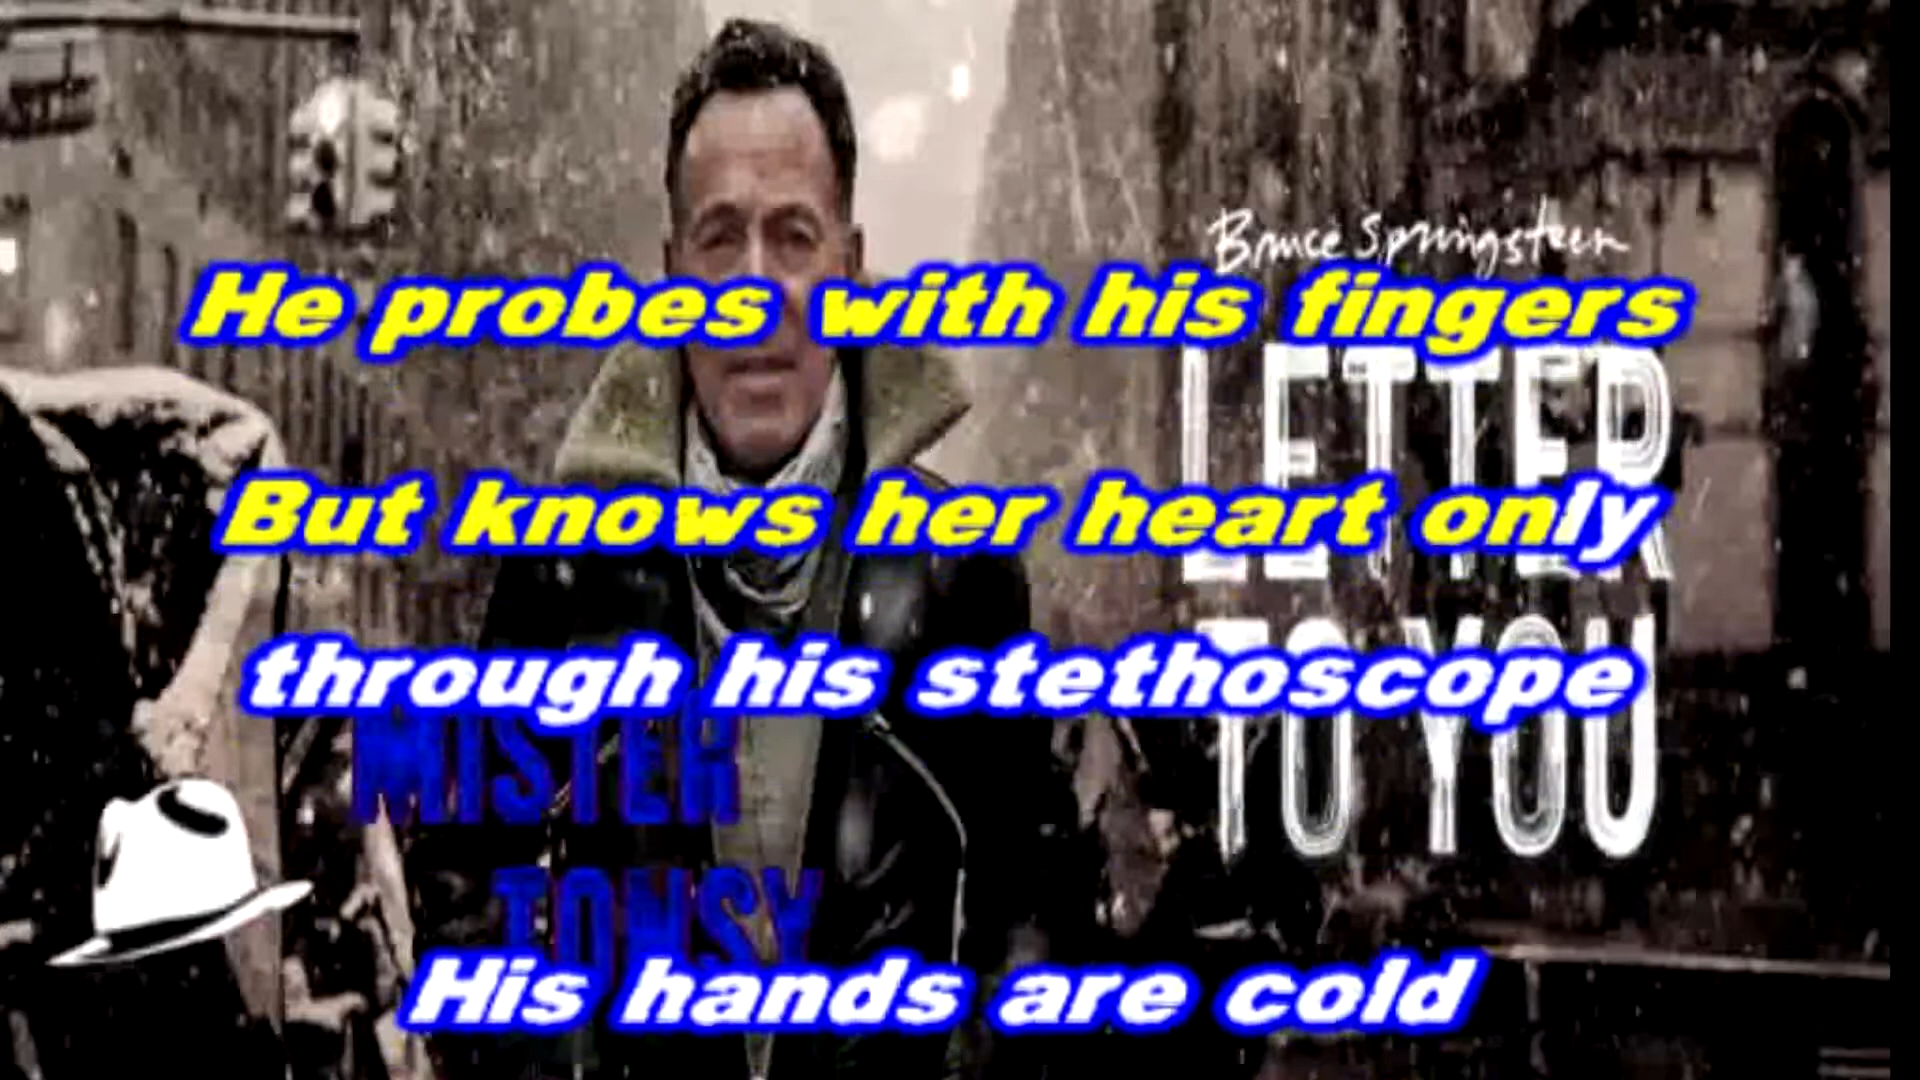 Bruce Springsteen
He probes with his fingers
LETTER
But knows her heart only
TO YOU
through his stethoscope
MISTER
TOMSY
His hands are cold